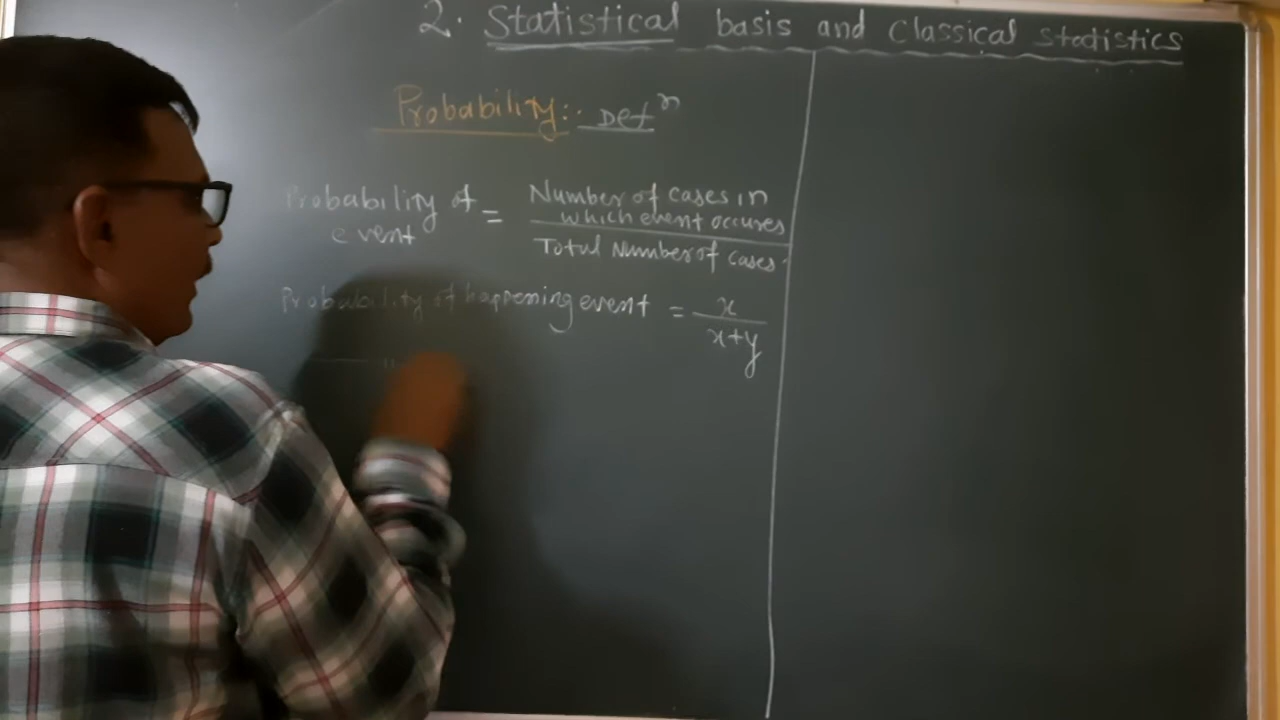 2. Statistical basis and Classical statistics
Probability:- Defⁿ
Probability of event = Number of cases in which event occures / Total Number of cases.
Probability of happening event = x / x+y
"